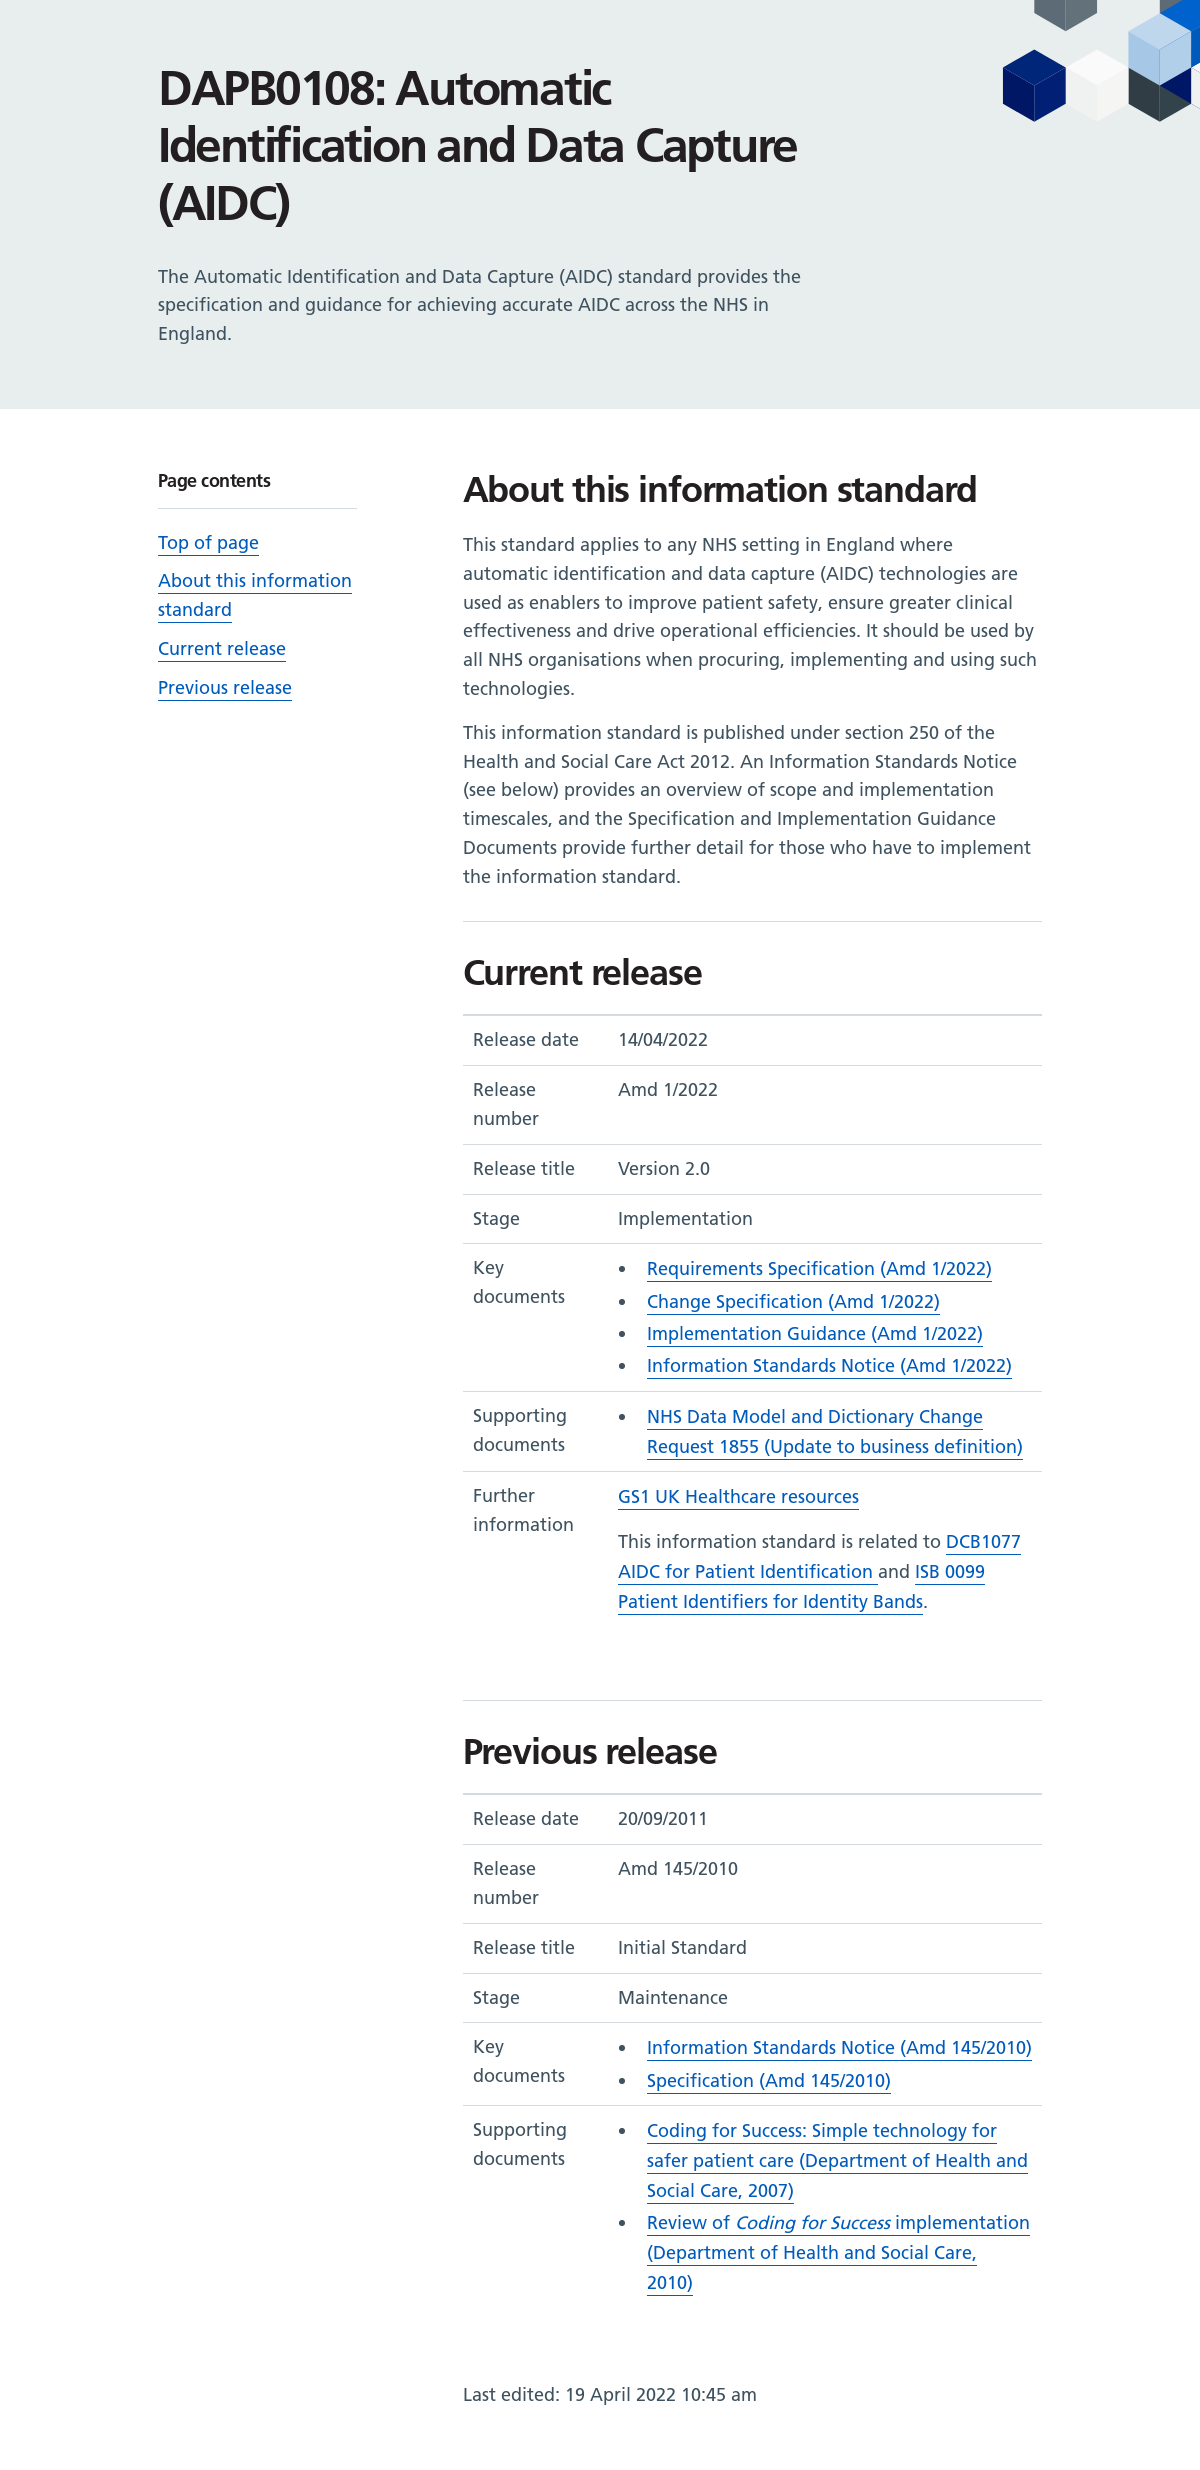 DAPB0108: Automatic
Identification and Data Capture
(AIDC)
The Automatic Identification and Data Capture (AIDC) standard provides the
specification and guidance for achieving accurate AIDC across the NHS in
England.
Page contents
Top of page
About this information
standard
Current release
Previous release
About this information standard
This standard applies to any NHS setting in England where
automatic identification and data capture (AIDC) technologies are
used as enablers to improve patient safety, ensure greater clinical
effectiveness and drive operational efficiencies. It should be used by
all NHS organisations when procuring, implementing and using such
technologies.
This information standard is published under section 250 of the
Health and Social Care Act 2012. An Information Standards Notice
(see below) provides an overview of scope and implementation
timescales, and the Specification and Implementation Guidance
Documents provide further detail for those who have to implement
the information standard.
Current release
Release date 14/04/2022
Release Amd 1/2022
number
Release title Version 2.0
Stage Implementation
Key
documents
• Requirements Specification (Amd 1/2022)
• Change Specification (Amd 1/2022)
• Implementation Guidance (Amd 1/2022)
• Information Standards Notice (Amd 1/2022)
Supporting
documents
• NHS Data Model and Dictionary Change
Request 1855 (Update to business definition)
Further
information
GS1 UK Healthcare resources
This information standard is related to DCB1077
AIDC for Patient Identification and ISB 0099
Patient Identifiers for Identity Bands.
Previous release
Release date 20/09/2011
Release Amd 145/2010
number
Release title Initial Standard
Stage Maintenance
Key
documents
• Information Standards Notice (Amd 145/2010)
• Specification (Amd 145/2010)
Supporting
documents
• Coding for Success: Simple technology for
safer patient care (Department of Health and
Social Care, 2007)
• Review of Coding for Success implementation
(Department of Health and Social Care,
2010)
Last edited: 19 April 2022 10:45 am